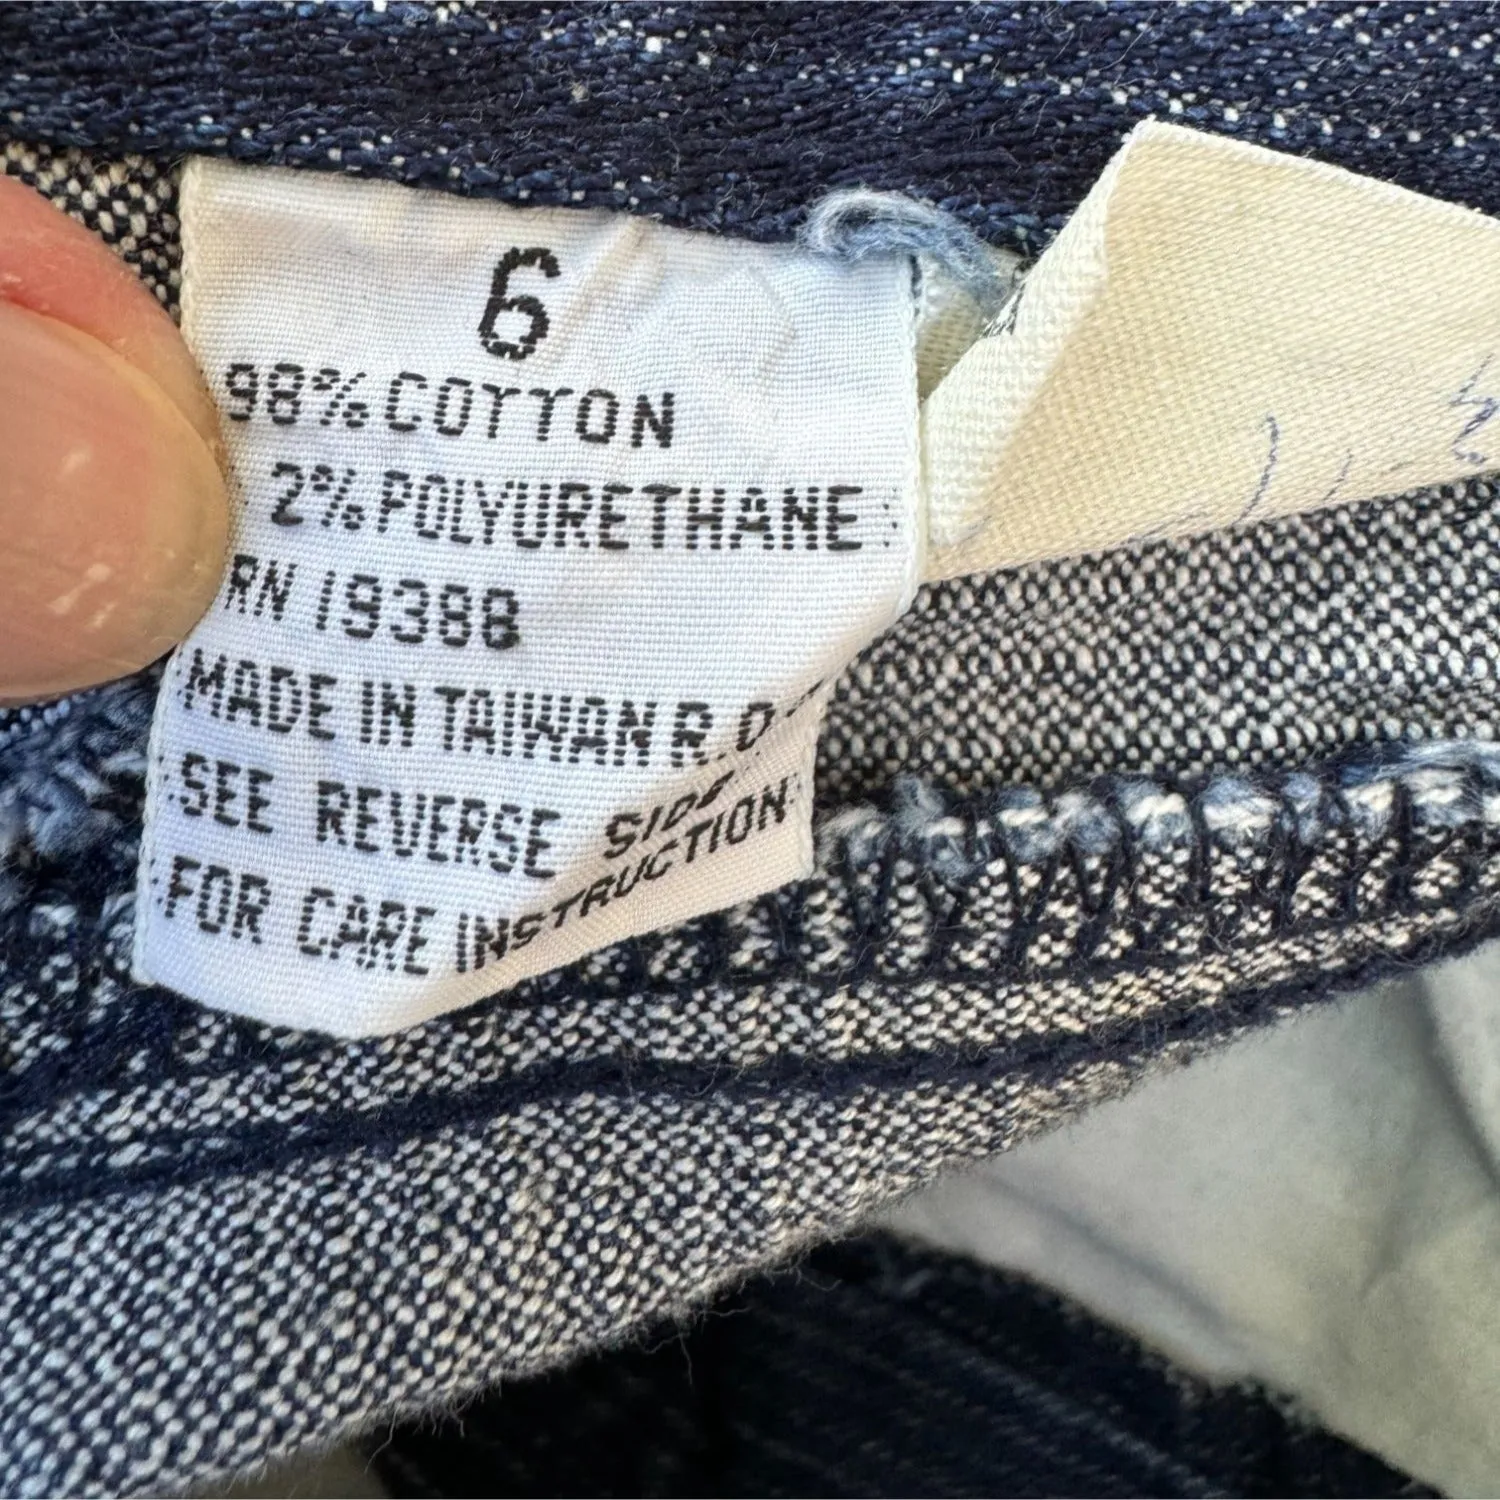 6
98% COTTON
2% POLYURETHANE
RN 19388
MADE IN TAIWAN R.O.
SEE REVERSE SIDE
FOR CARE INSTRUCTION